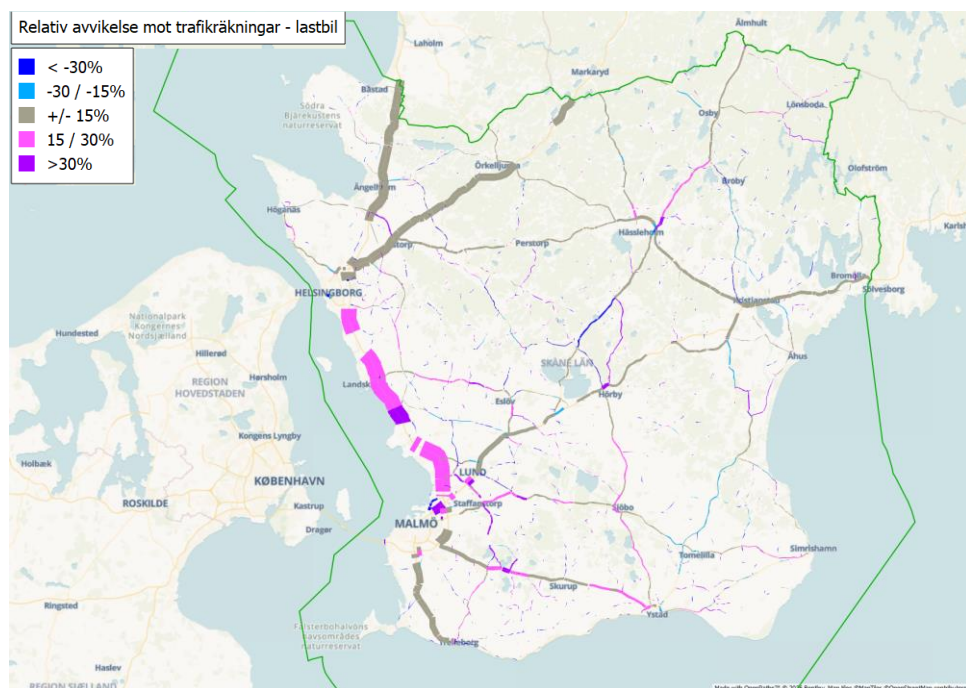 Relativ avvikelse mot trafikräkningar - lastbil
< -30%
-30 / -15%
+/- 15%
15 / 30%
>30%
Älmhult
Laholm
Markaryd
Båstad
Södra
Bjärekustens
naturreservat
Osby
Lönsboda
Örkelljunga
Olofström
Broby
Ängelholm
Höganäs
Karlsh
Hässleholm
Perstorp
torp
Bromölla
Sölvesborg
HELSINGBORG
Kristianstad
Nationalpark
Kongernes
Nordsjælland
Hundested
Hillerød
Åhus
SKÅNE LÄN
REGION
HOVEDSTADEN
Hørsholm
Landsk
Hörby
Eslöv
Kongens Lyngby
Holbæk
LUND
KØBENHAVN
ROSKILDE
Kastrup
Staffanstorp
Sjöbo
MALMÖ
Dragør
Simrishamn
Tomelilla
Skurup
Ringsted
Ystad
Falsterbohalvöns
havsområdes
naturreservat
Trelleborg
Haslev
REGION SJÆLLAND